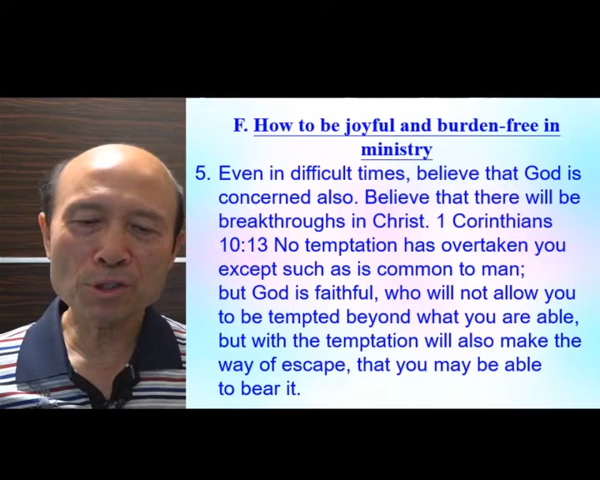 F. How to be joyful and burden-free in
ministry
5. Even in difficult times, believe that God is
concerned also. Believe that there will be
breakthroughs in Christ. 1 Corinthians
10:13 No temptation has overtaken you
except such as is common to man;
but God is faithful, who will not allow you
to be tempted beyond what you are able,
but with the temptation will also make the
way of escape, that you may be able
to bear it.